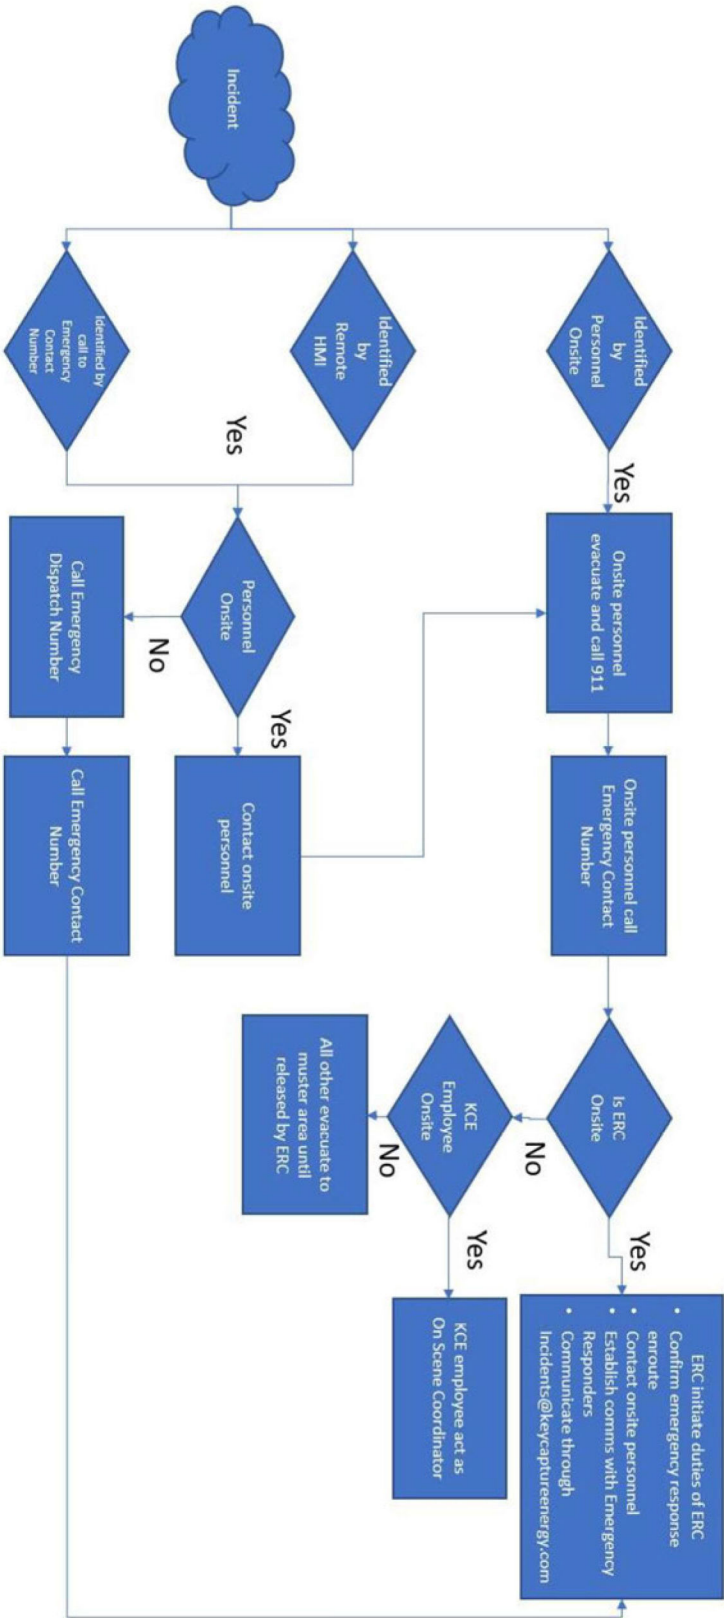 Incident
Identified
by
Personnel
Onsite
Yes
Onsite personnel
evacuate and call 911
Onsite personnel call
Emergency Contact
Number
Is ERC
Onsite
Yes
ERC initiate duties of ERC
• Confirm emergency response
enroute
• Contact onsite personnel
• Establish comms with Emergency
Responders
• Communicate through
Incidents@keycaptureenergy.com
No
Identified
by
Remote
HMI
KCE
Employee
Onsite
Yes
KCE employee act as
On Scene Coordinator
No
All other evacuate to
muster area until
released by ERC
Yes
Personnel
Onsite
Yes
Contact onsite
personnel
No
Identified by
call to
Emergency
Contact
Number
Call Emergency
Dispatch Number
Call Emergency Contact
Number